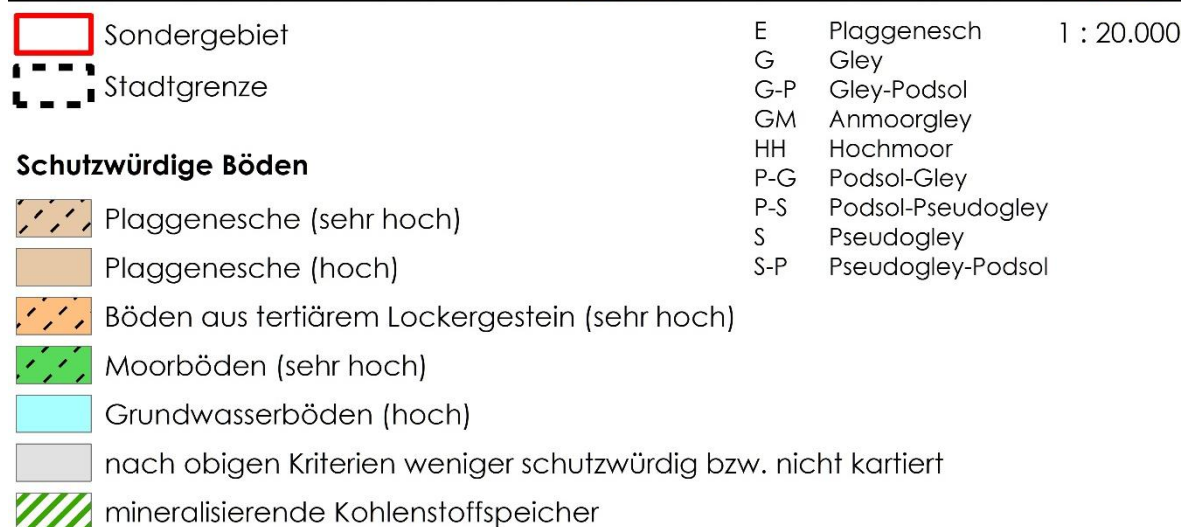 Sondergebiet
Stadtgrenze
Schutzwürdige Böden
Plaggenesche (sehr hoch)
Plaggenesche (hoch)
Böden aus tertiärem Lockergestein (sehr hoch)
Moorböden (sehr hoch)
Grundwasserböden (hoch)
nach obigen Kriterien weniger schutzwürdig bzw. nicht kartiert
mineralisierende Kohlenstoffspeicher
E Plaggenesch
G Gley
G-P Gley-Podsol
GM Anmoorgley
HH Hochmoor
P-G Podsol-Gley
P-S Podsol-Pseudogley
S Pseudogley
S-P Pseudogley-Podsol
1 : 20.000